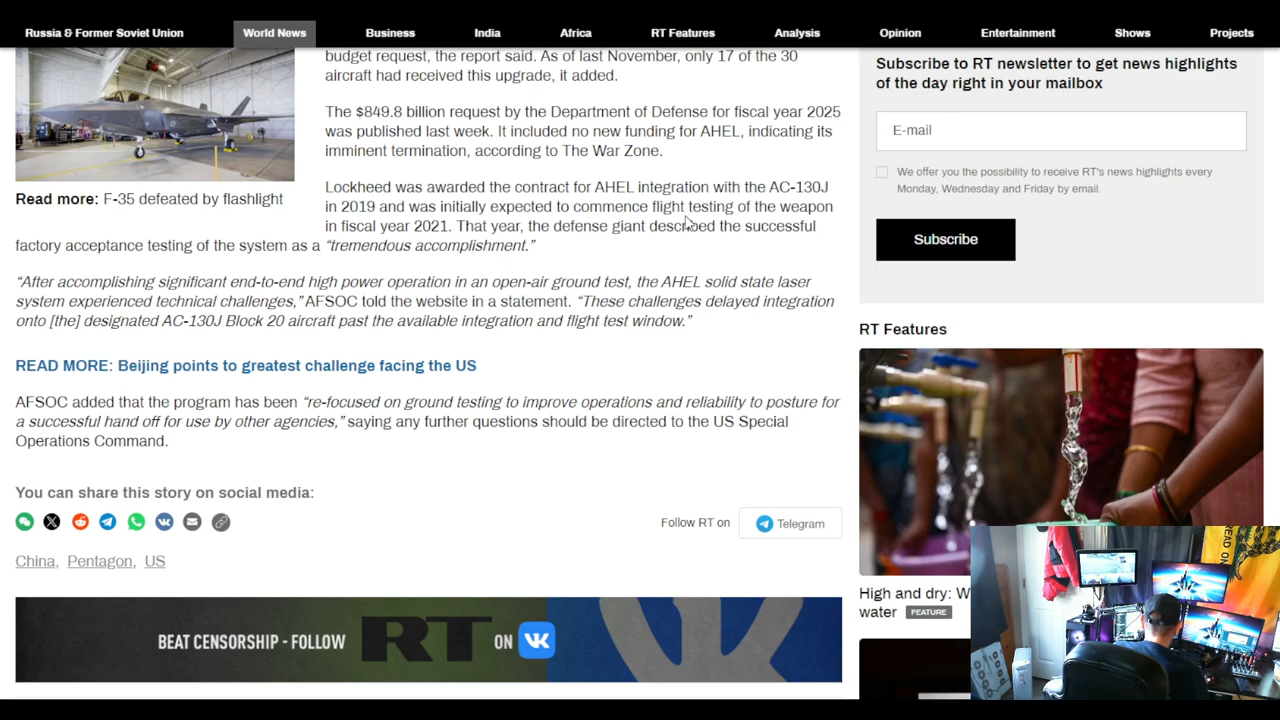 Russia & Former Soviet Union
World News
Business
India
Africa
RT Features
Analysis
Opinion
Entertainment
Shows
Projects
budget request, the report said. As of last November, only 17 of the 30
aircraft had received this upgrade, it added.
The $849.8 billion request by the Department of Defense for fiscal year 2025
was published last week. It included no new funding for AHEL, indicating its
imminent termination, according to The War Zone.
Read more: F-35 defeated by flashlight
Lockheed was awarded the contract for AHEL integration with the AC-130J
in 2019 and was initially expected to commence flight testing of the weapon
in fiscal year 2021. That year, the defense giant described the successful
factory acceptance testing of the system as a “tremendous accomplishment.”
“After accomplishing significant end-to-end high power operation in an open-air ground test, the AHEL solid state laser
system experienced technical challenges,” AFSOC told the website in a statement. “These challenges delayed integration
onto [the] designated AC-130J Block 20 aircraft past the available integration and flight test window.”
READ MORE: Beijing points to greatest challenge facing the US
AFSOC added that the program has been “re-focused on ground testing to improve operations and reliability to posture for
a successful hand off for use by other agencies,” saying any further questions should be directed to the US Special
Operations Command.
You can share this story on social media:
Follow RT on
Telegram
China, Pentagon, US
BEAT CENSORSHIP - FOLLOW RT ON
Subscribe to RT newsletter to get news highlights
of the day right in your mailbox
E-mail
We offer you the possibility to receive RT's news highlights every
Monday, Wednesday and Friday by email.
Subscribe
RT Features
High and dry: W
water FEATURE
READ ON